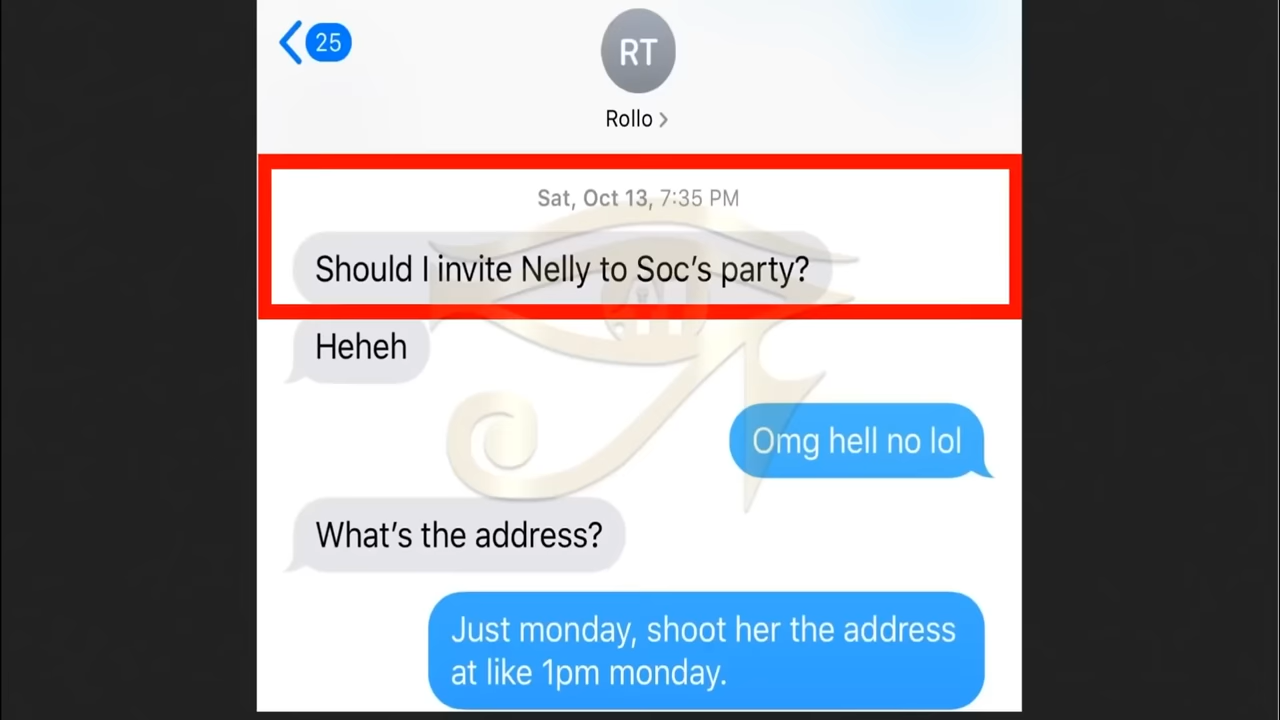 25
RT
Rollo >
Sat, Oct 13, 7:35 PM
Should I invite Nelly to Soc's party?
Heheh
Omg hell no lol
What's the address?
Just monday, shoot her the address
at like 1pm monday.